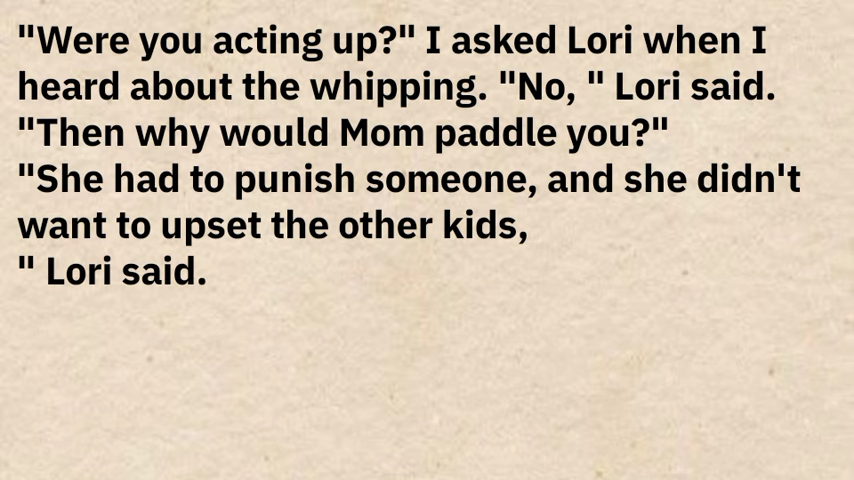 "Were you acting up?" I asked Lori when I
heard about the whipping. "No, " Lori said.
"Then why would Mom paddle you?"
"She had to punish someone, and she didn't
want to upset the other kids,
" Lori said.